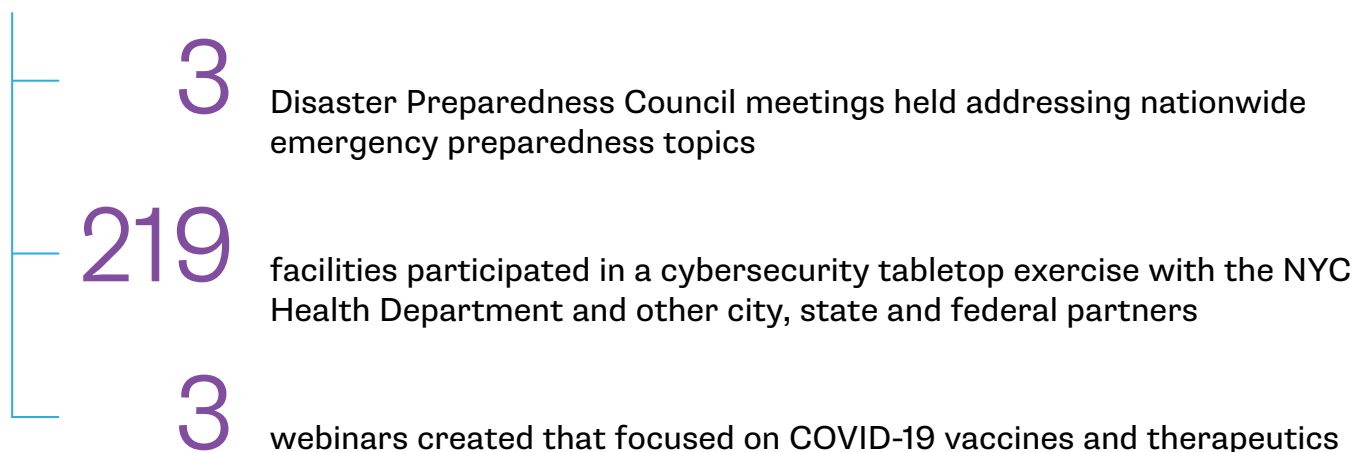 3
Disaster Preparedness Council meetings held addressing nationwide
emergency preparedness topics
219
facilities participated in a cybersecurity tabletop exercise with the NYC
Health Department and other city, state and federal partners
3
webinars created that focused on COVID-19 vaccines and therapeutics